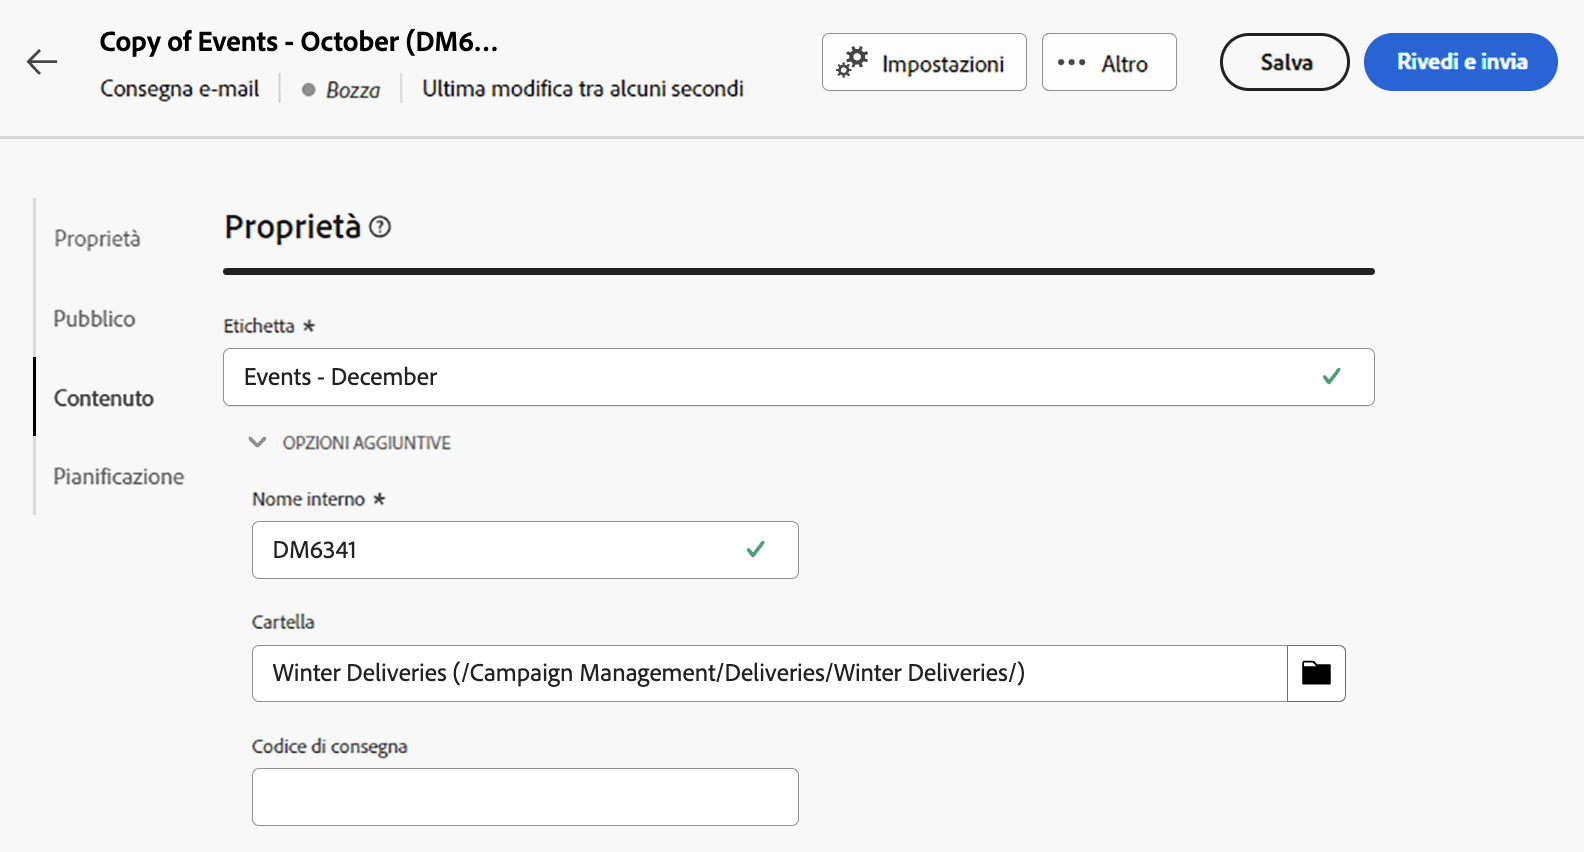 Copy of Events - October (DM6...
Consegna e-mail
Bozza
Ultima modifica tra alcuni secondi
Impostazioni
Altro
Salva
Rivedi e invia
Proprietà
Pubblico
Contenuto
Pianificazione
Proprietà
Etichetta *
Events - December
OPZIONI AGGIUNTIVE
Nome interno *
DM6341
Cartella
Winter Deliveries (/Campaign Management/Deliveries/Winter Deliveries/)
Codice di consegna